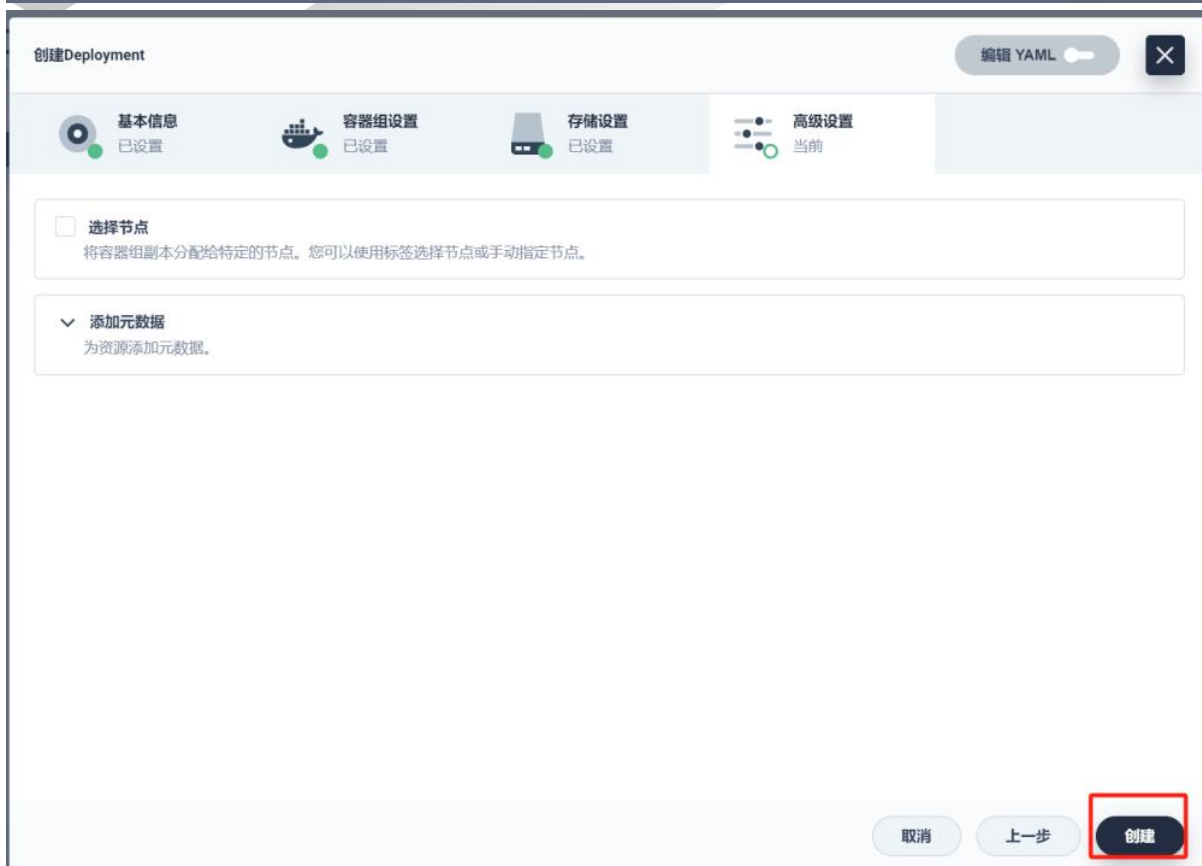 创建Deployment
编辑 YAML
基本信息
已设置
容器组设置
已设置
存储设置
已设置
高级设置
当前
选择节点
将容器组副本分配给特定的节点。您可以使用标签选择节点或手动指定节点。
添加元数据
为资源添加元数据。
取消
上一步
创建